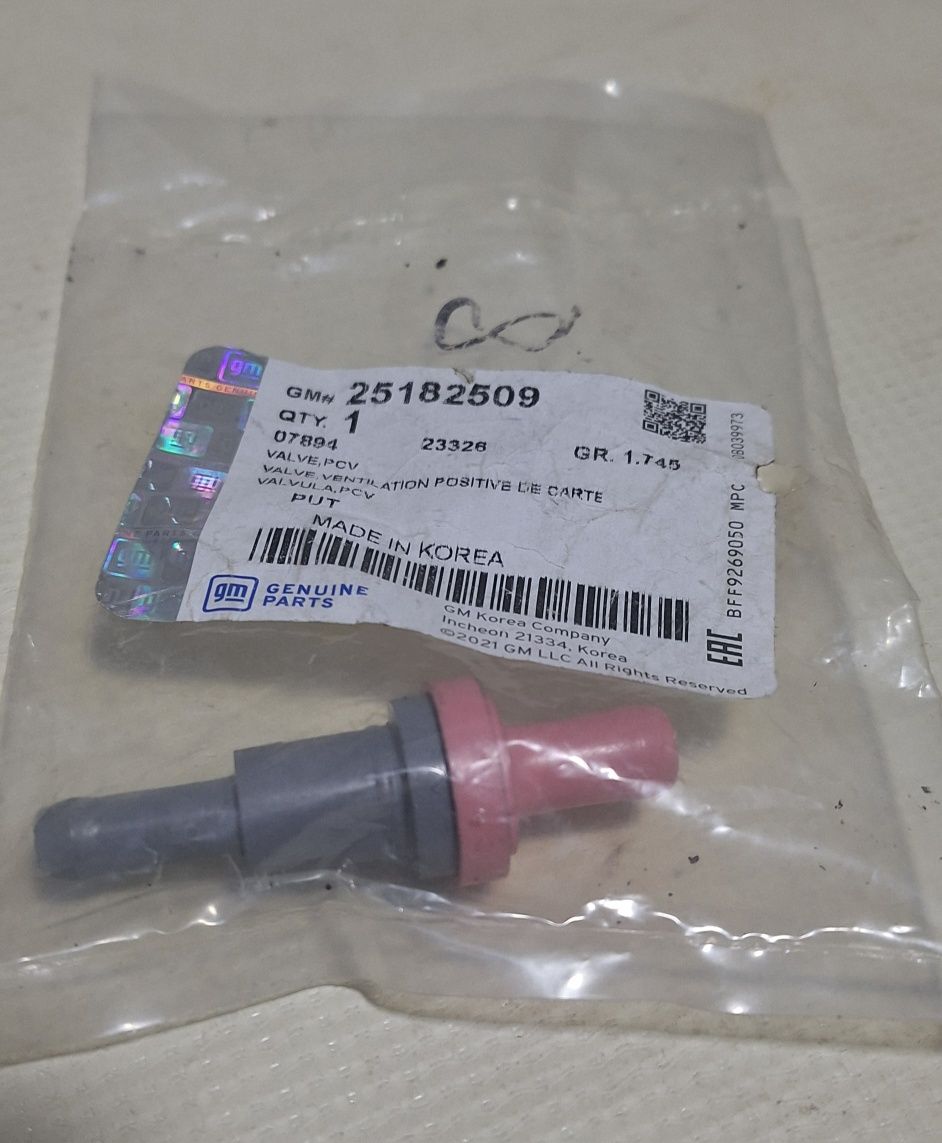 gm
GM# 25182509
QTY. 1
07894 23326 GR. 1.745
VALVE,PCV
VALVE,VENTILATION POSITIVE DE CARTE
VALVULA,PCV
PUT
MADE IN KOREA
gm GENUINE
PARTS
GM Korea Company
Incheon 21334, Korea
©2021 GM LLC All Rights Reserved
EAC
BFF9269050 MPC